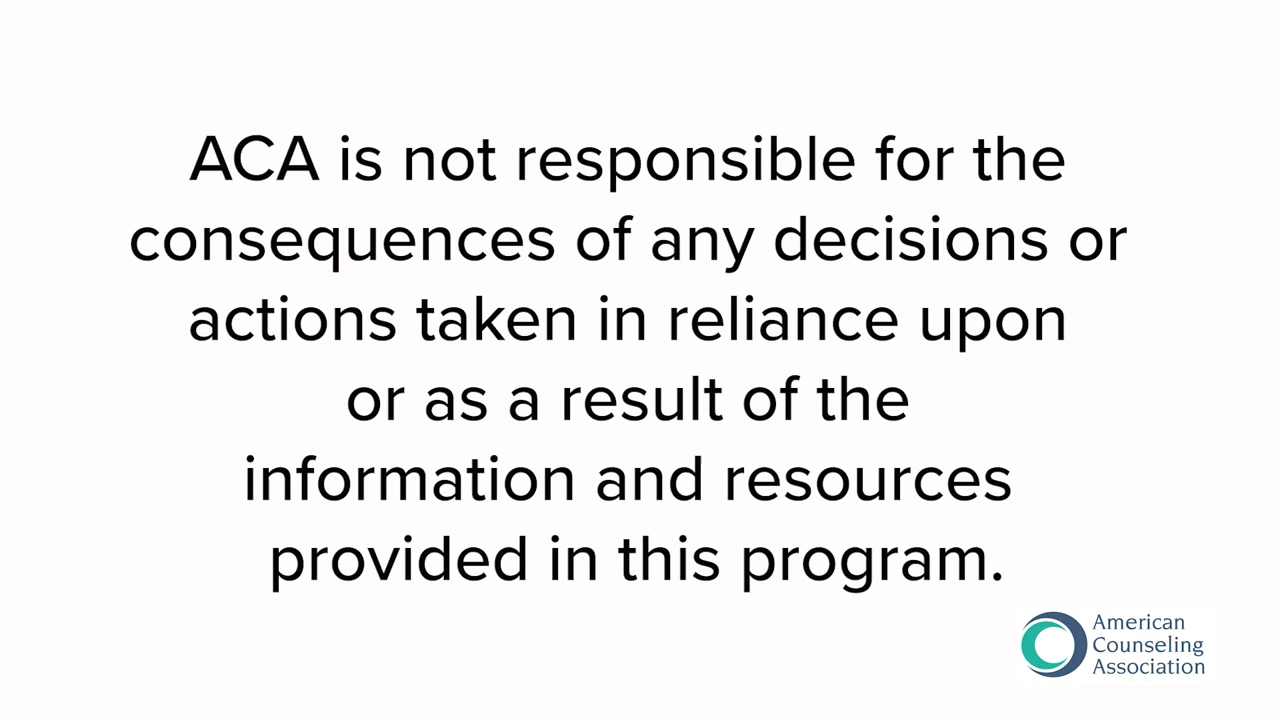 ACA is not responsible for the
consequences of any decisions or
actions taken in reliance upon
or as a result of the
information and resources
provided in this program.
American
Counseling
Association